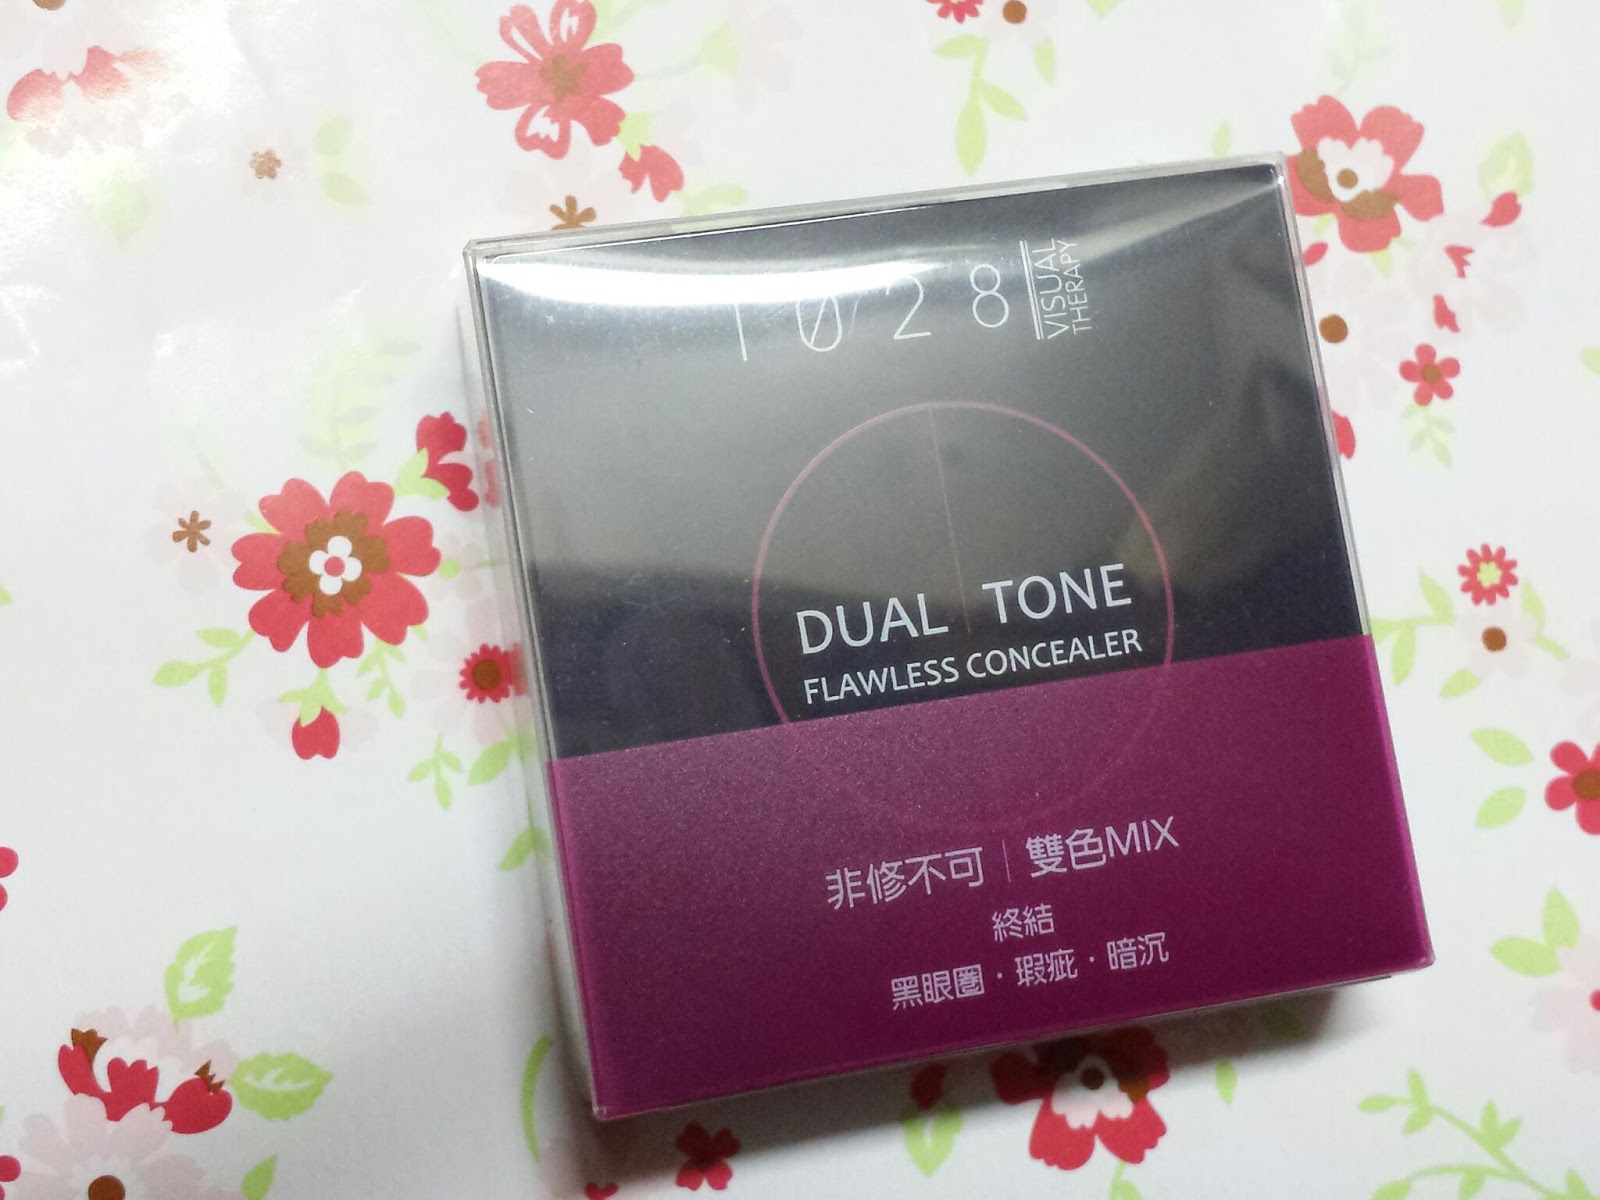 1028
VISUAL
THERAPY
DUAL TONE
FLAWLESS CONCEALER
非修不可|雙色MIX
終結
黑眼圈·瑕疵·暗沉